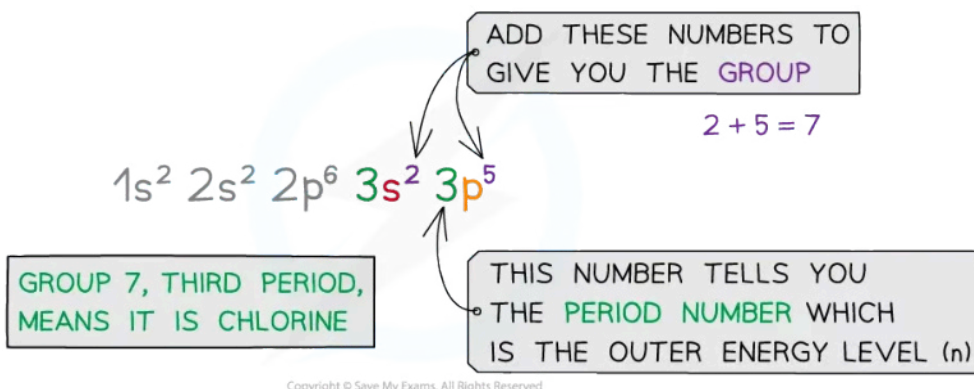 ADD THESE NUMBERS TO
GIVE YOU THE GROUP
2 + 5 = 7
1s² 2s² 2p⁶ 3s² 3p⁵
GROUP 7, THIRD PERIOD,
MEANS IT IS CHLORINE
THIS NUMBER TELLS YOU
THE PERIOD NUMBER WHICH
IS THE OUTER ENERGY LEVEL (n)
Copyright © Save My Exams. All Rights Reserved